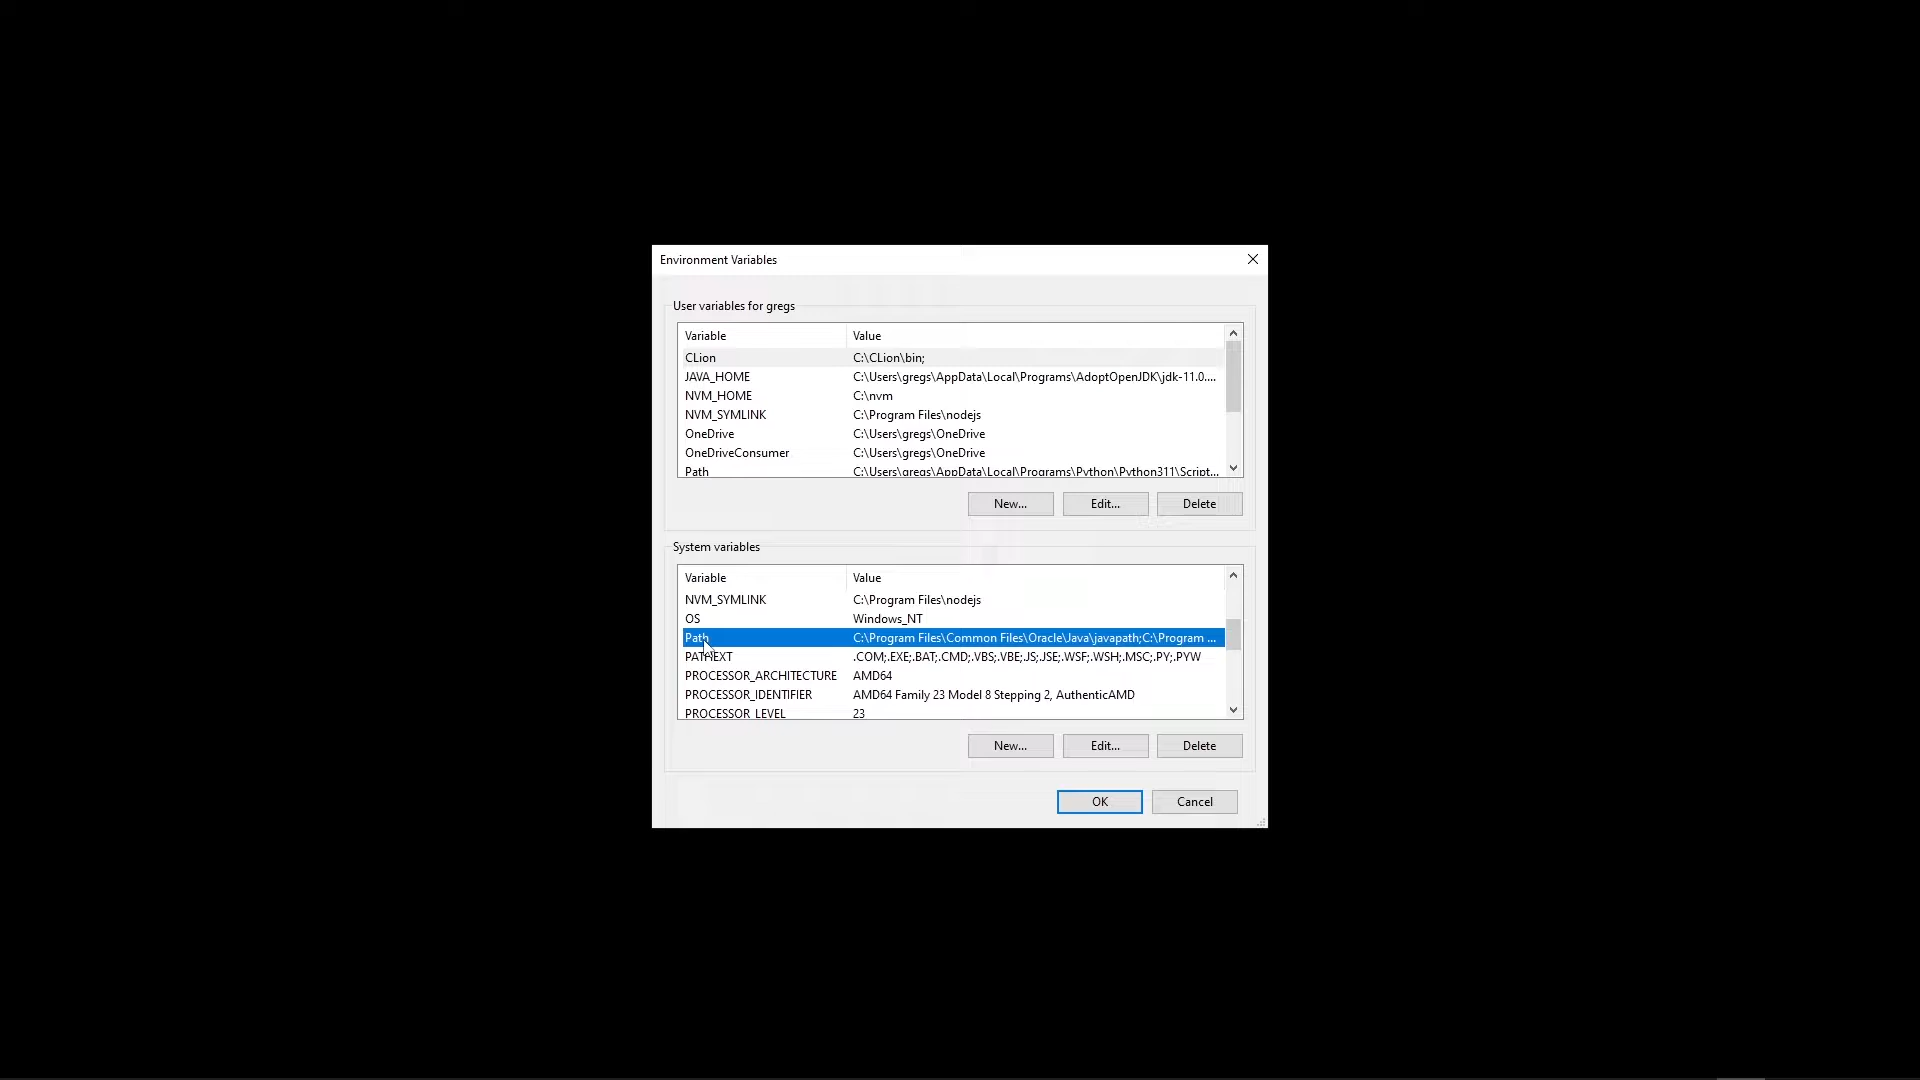 Environment Variables
User variables for gregs
Variable Value
CLion C:\CLion\bin;
JAVA_HOME C:\Users\gregs\AppData\Local\Programs\AdoptOpenJDK\jdk-11.0....
NVM_HOME C:\nvm
NVM_SYMLINK C:\Program Files\nodejs
OneDrive C:\Users\gregs\OneDrive
OneDriveConsumer C:\Users\gregs\OneDrive
Path C:\Users\gregs\AppData\Local\Programs\Python\Python311\Script...
New... Edit... Delete
System variables
Variable Value
NVM_SYMLINK C:\Program Files\nodejs
OS Windows_NT
Path C:\Program Files\Common Files\Oracle\Java\javapath;C:\Program ...
PATHEXT .COM;.EXE;.BAT;.CMD;.VBS;.VBE;.JS;.JSE;.WSF;.WSH;.MSC;.PY;.PYW
PROCESSOR_ARCHITECTURE AMD64
PROCESSOR_IDENTIFIER AMD64 Family 23 Model 8 Stepping 2, AuthenticAMD
PROCESSOR_LEVEL 23
New... Edit... Delete
OK Cancel